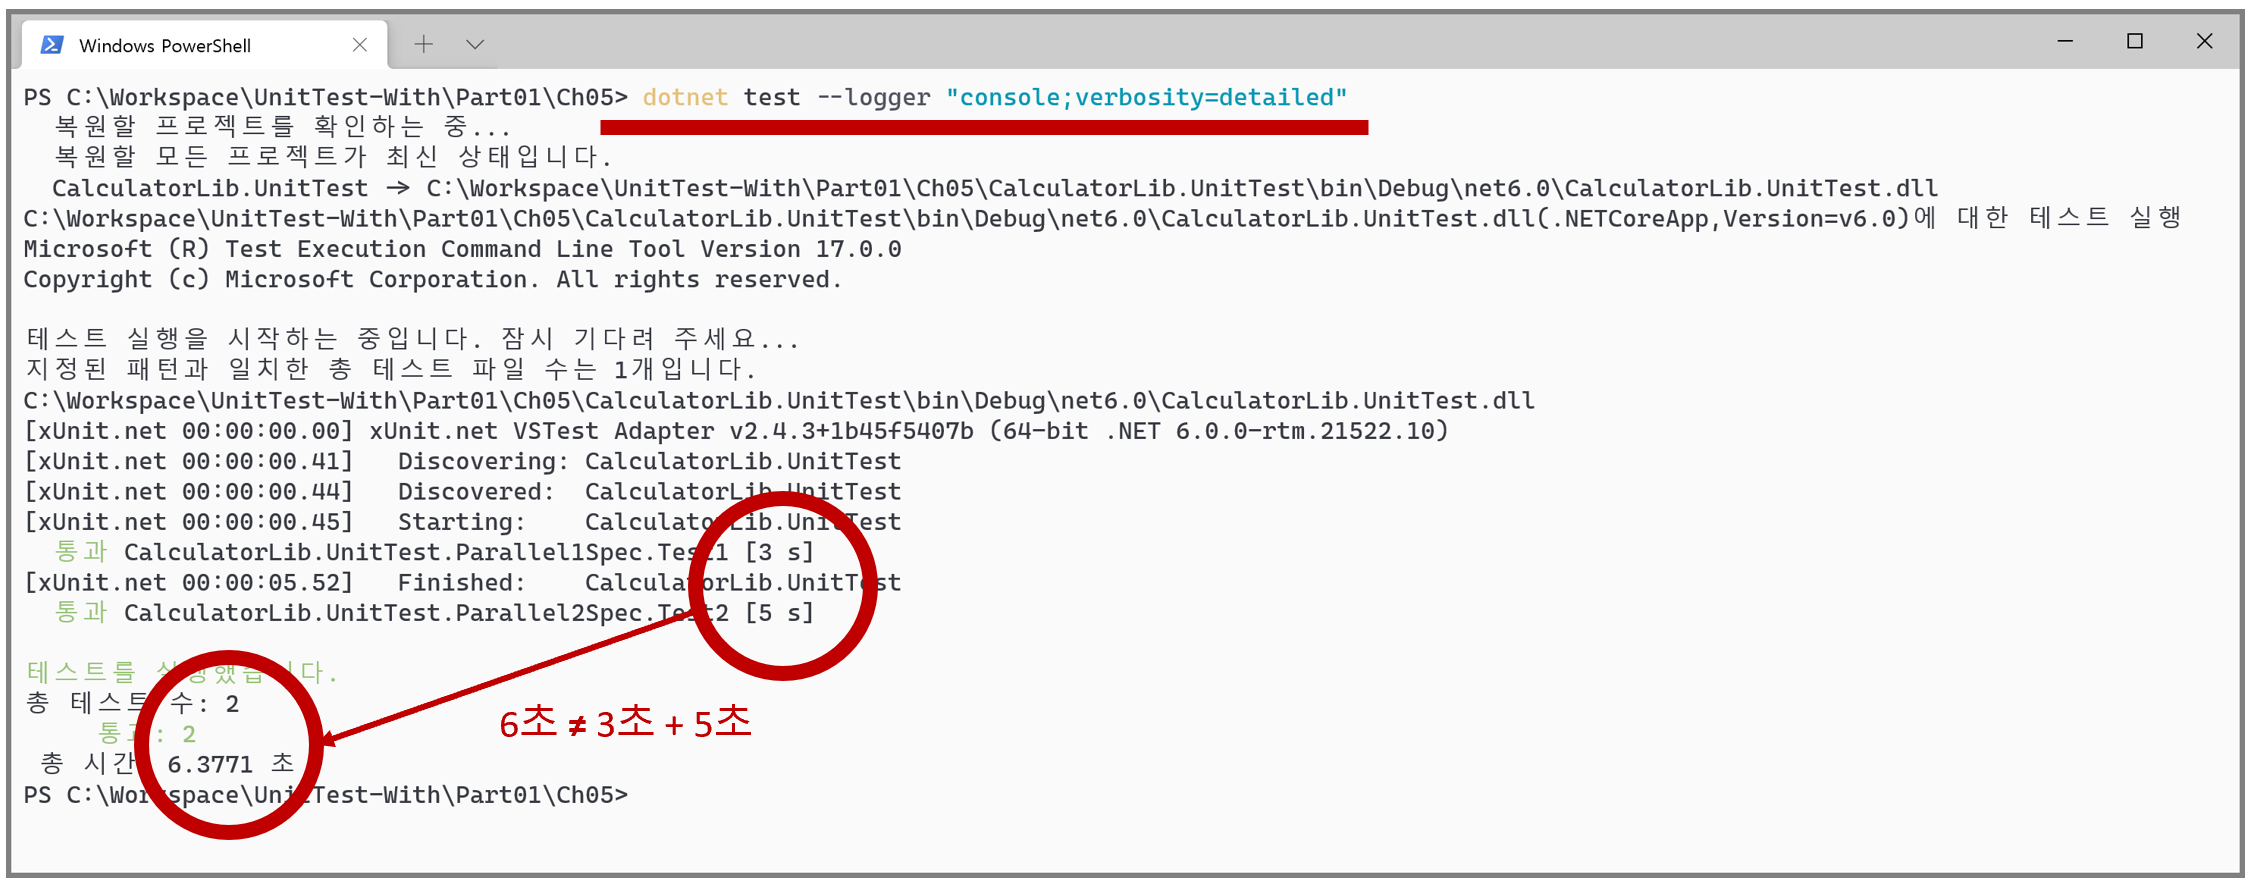 Windows PowerShell
PS C:\Workspace\UnitTest-With\Part01\Ch05> dotnet test --logger "console;verbosity=detailed"
복원할 프로젝트를 확인하는 중...
복원할 모든 프로젝트가 최신 상태입니다.
CalculatorLib.UnitTest -> C:\Workspace\UnitTest-With\Part01\Ch05\CalculatorLib.UnitTest\bin\Debug\net6.0\CalculatorLib.UnitTest.dll
C:\Workspace\UnitTest-With\Part01\Ch05\CalculatorLib.UnitTest\bin\Debug\net6.0\CalculatorLib.UnitTest.dll(.NETCoreApp,Version=v6.0)에 대한 테스트 실행
Microsoft (R) Test Execution Command Line Tool Version 17.0.0
Copyright (c) Microsoft Corporation. All rights reserved.
테스트 실행을 시작하는 중입니다. 잠시 기다려 주세요...
지정된 패턴과 일치한 총 테스트 파일 수는 1개입니다.
C:\Workspace\UnitTest-With\Part01\Ch05\CalculatorLib.UnitTest\bin\Debug\net6.0\CalculatorLib.UnitTest.dll
[xUnit.net 00:00:00.00] xUnit.net VSTest Adapter v2.4.3+1b45f5407b (64-bit .NET 6.0.0-rtm.21522.10)
[xUnit.net 00:00:00.41]   Discovering: CalculatorLib.UnitTest
[xUnit.net 00:00:00.44]   Discovered:  CalculatorLib.UnitTest
[xUnit.net 00:00:00.45]   Starting:    CalculatorLib.UnitTest
통과 CalculatorLib.UnitTest.Parallel1Spec.Test1 [3 s]
[xUnit.net 00:00:05.52]   Finished:    CalculatorLib.UnitTest
통과 CalculatorLib.UnitTest.Parallel2Spec.Test2 [5 s]
테스트를 실행했습니다.
총 테스트 수: 2
통과: 2
6초 ≠ 3초 + 5초
총 시간: 6.3771 초
PS C:\Workspace\UnitTest-With\Part01\Ch05>